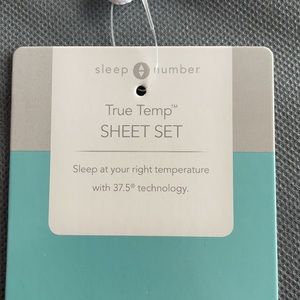 sleep number
True Temp™
SHEET SET
Sleep at your right temperature
with 37.5® technology.